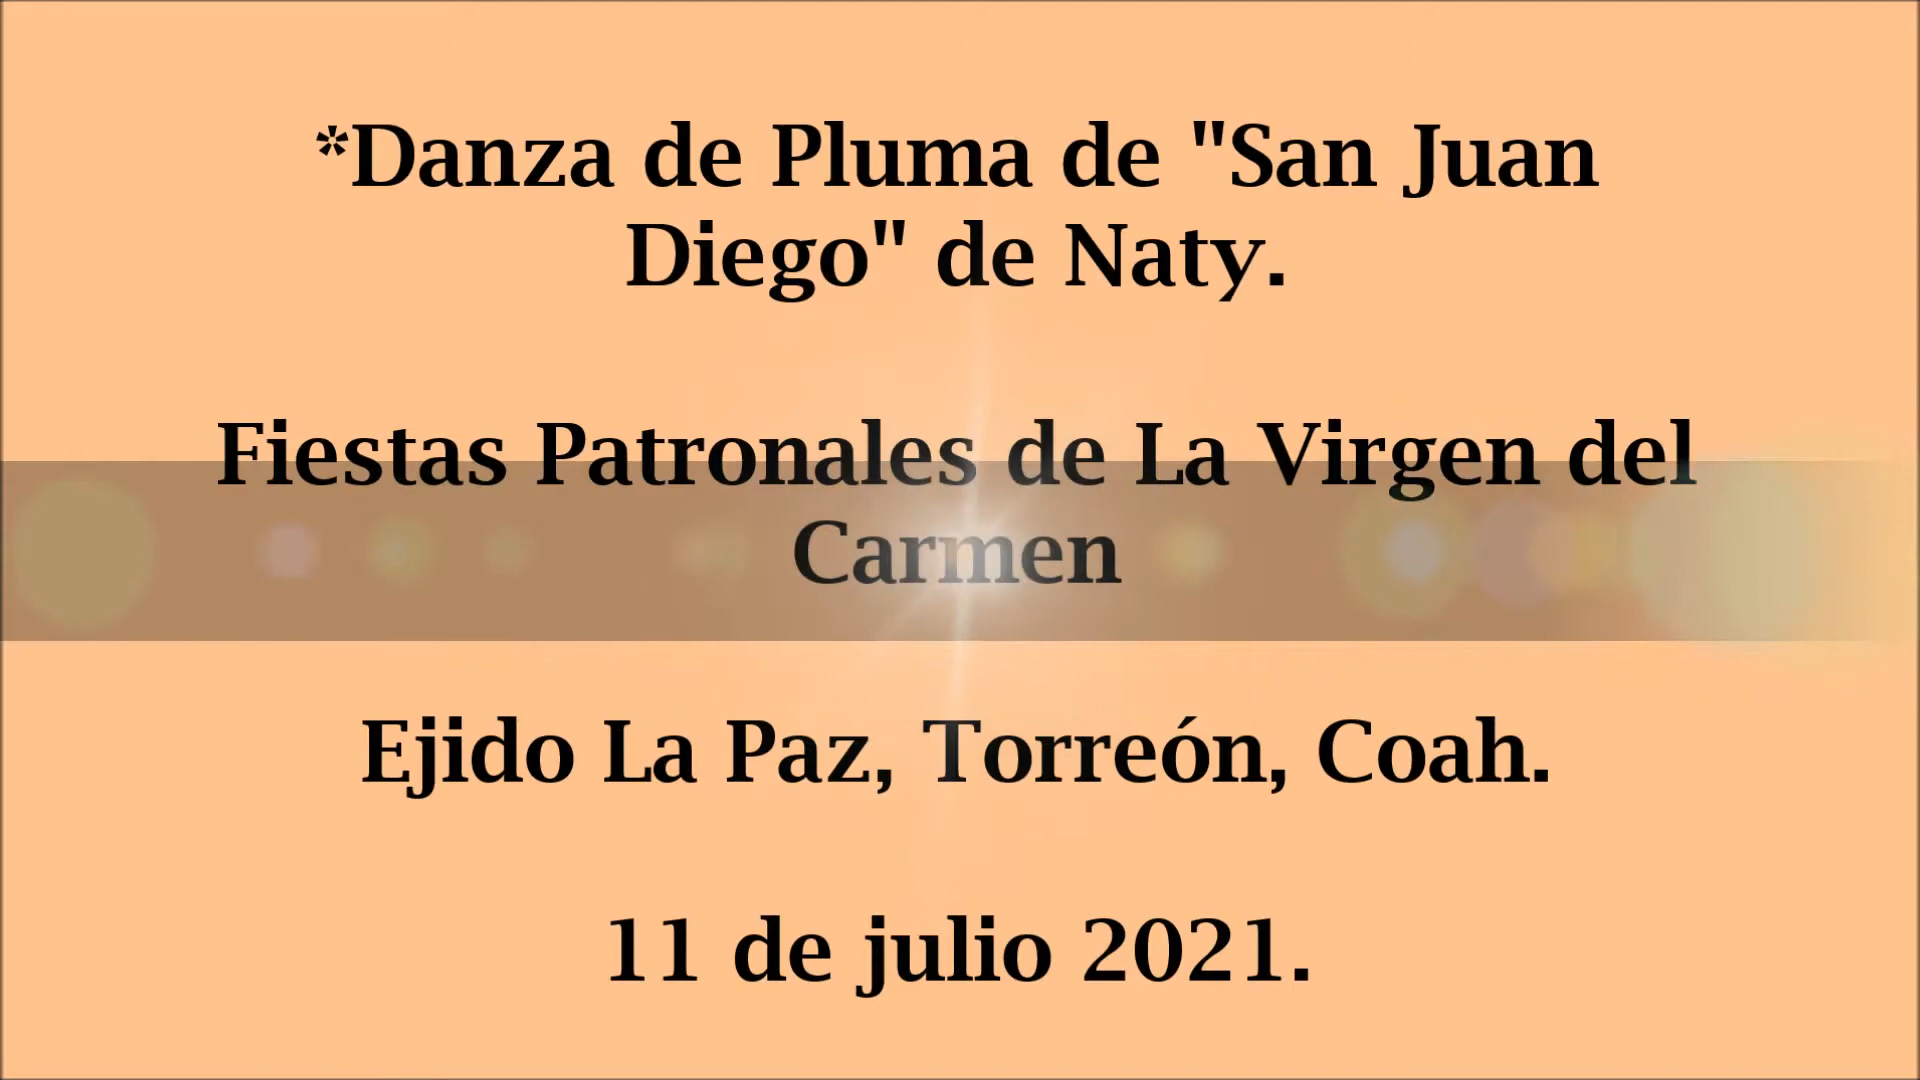 *Danza de Pluma de "San Juan
Diego" de Naty.
Fiestas Patronales de La Virgen del
Carmen
Ejido La Paz, Torreón, Coah.
11 de julio 2021.